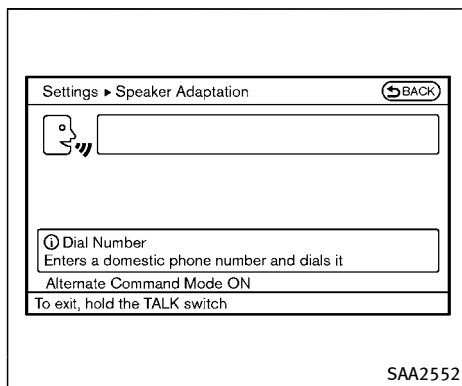 Settings ▶ Speaker Adaptation
BACK
ⓘ Dial Number
Enters a domestic phone number and dials it
Alternate Command Mode ON
To exit, hold the TALK switch
SAA2552